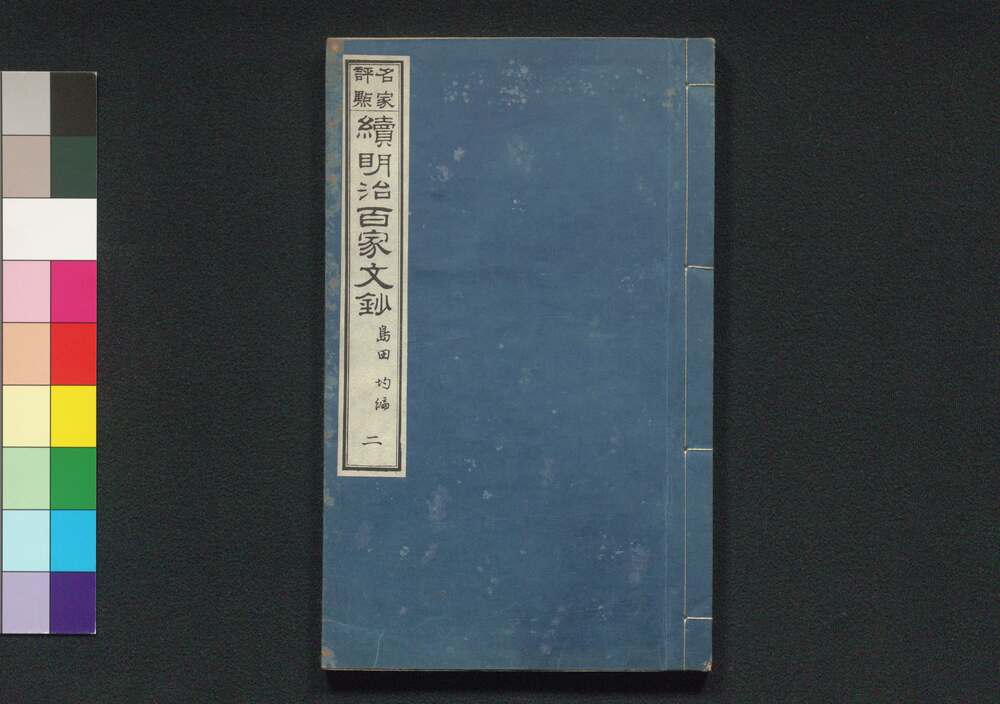 名家
評點
續明治百家文鈔
島田均編
二